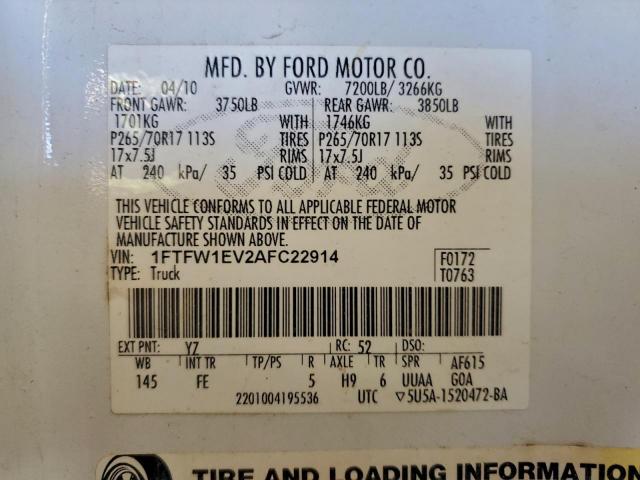 MFD. BY FORD MOTOR CO.
DATE: 04/10 GVWR: 7200LB/ 3266KG
FRONT GAWR: 3750LB REAR GAWR: 3850LB
1701KG WITH 1746KG WITH
P265/70R17 113S TIRES P265/70R17 113S TIRES
17x7.5J RIMS 17x7.5J RIMS
AT 240 kPa/ 35 PSI COLD AT 240 kPa/ 35 PSI COLD
THIS VEHICLE CONFORMS TO ALL APPLICABLE FEDERAL MOTOR
VEHICLE SAFETY STANDARDS IN EFFECT ON THE DATE OF
MANUFACTURE SHOWN ABOVE.
VIN: 1FTFW1EV2AFC22914 F0172
TYPE: Truck T0763
EXT PNT: YZ RC: 52 DSO:
WB INT TR TP/PS R AXLE TR SPR AF615
145 FE 5 H9 6 UUAA GOA
2201004195536 UTC ▽5U5A-1520472-BA
TIRE AND LOADING INFORMATION